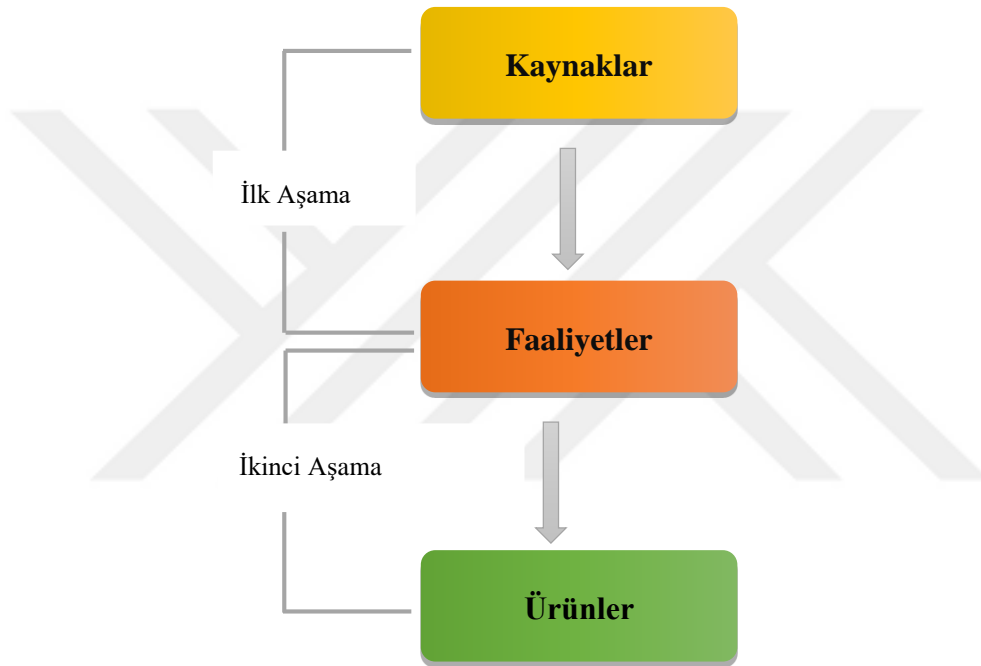 Kaynaklar
İlk Aşama
Faaliyetler
İkinci Aşama
Ürünler